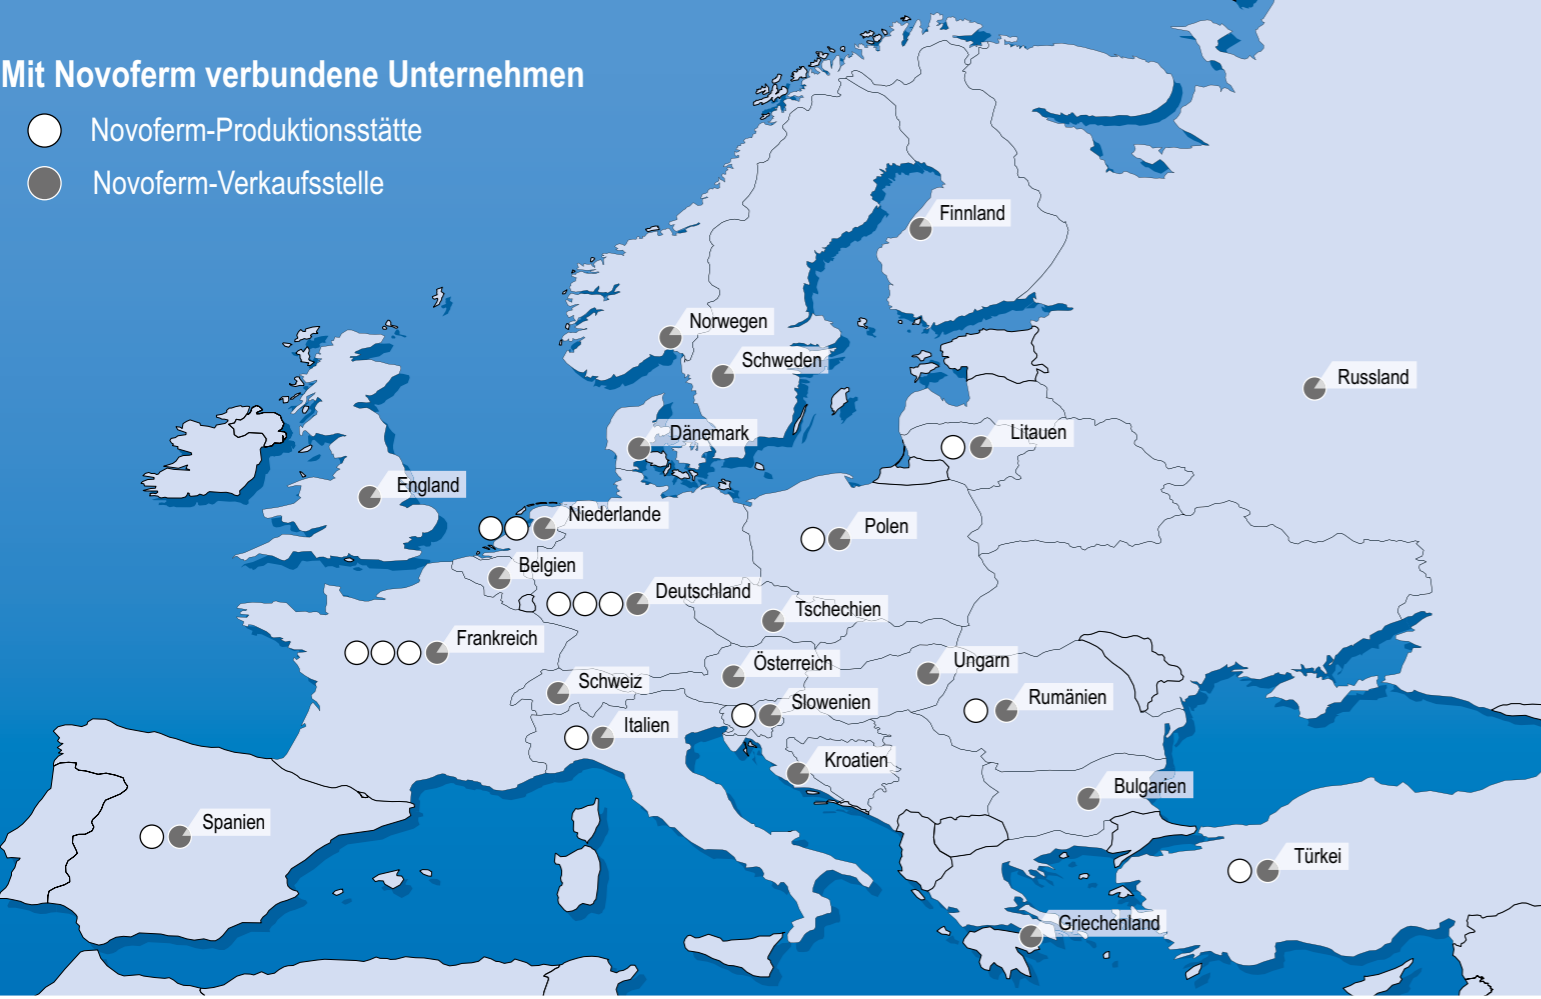 Mit Novoferm verbundene Unternehmen
Novoferm-Produktionsstätte
Novoferm-Verkaufsstelle
Finnland
Norwegen
Schweden
Russland
Dänemark
Litauen
England
Niederlande
Polen
Belgien
Deutschland
Tschechien
Frankreich
Österreich
Ungarn
Schweiz
Slowenien
Rumänien
Italien
Kroatien
Bulgarien
Spanien
Türkei
Griechenland